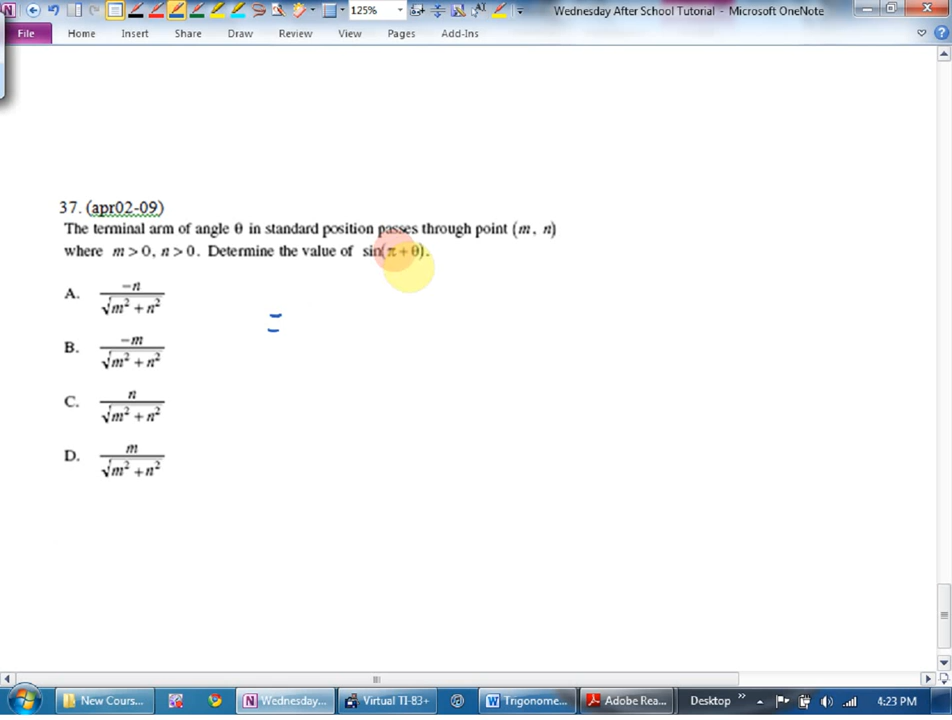 125%
Wednesday After School Tutorial - Microsoft OneNote
File Home Insert Share Draw Review View Pages Add-Ins
37. (apr02-09)
The terminal arm of angle θ in standard position passes through point (m, n)
where m > 0, n > 0. Determine the value of sin(π + θ).
A. −n / √m² + n²
B. −m / √m² + n²
C. n / √m² + n²
D. m / √m² + n²
=
New Cour... Wednesday... Virtual TI-83+ Trigonome... Adobe Rea... Desktop » 4:23 PM